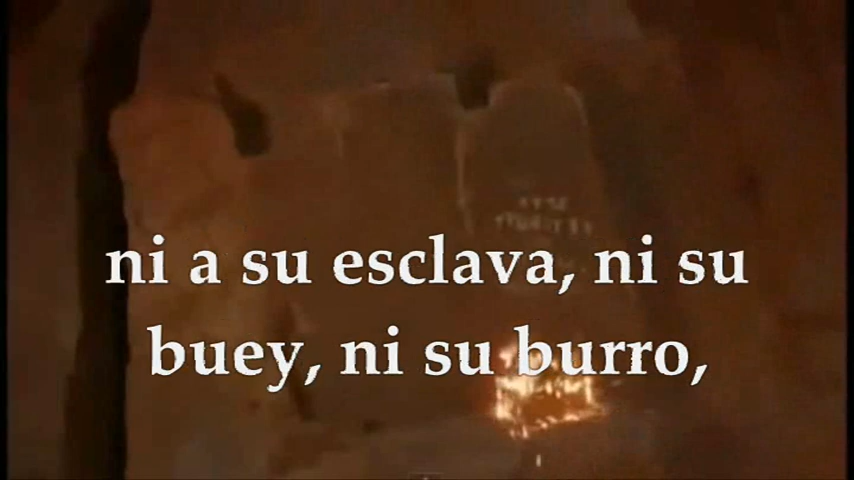 ni a su esclava, ni su
buey, ni su burro,